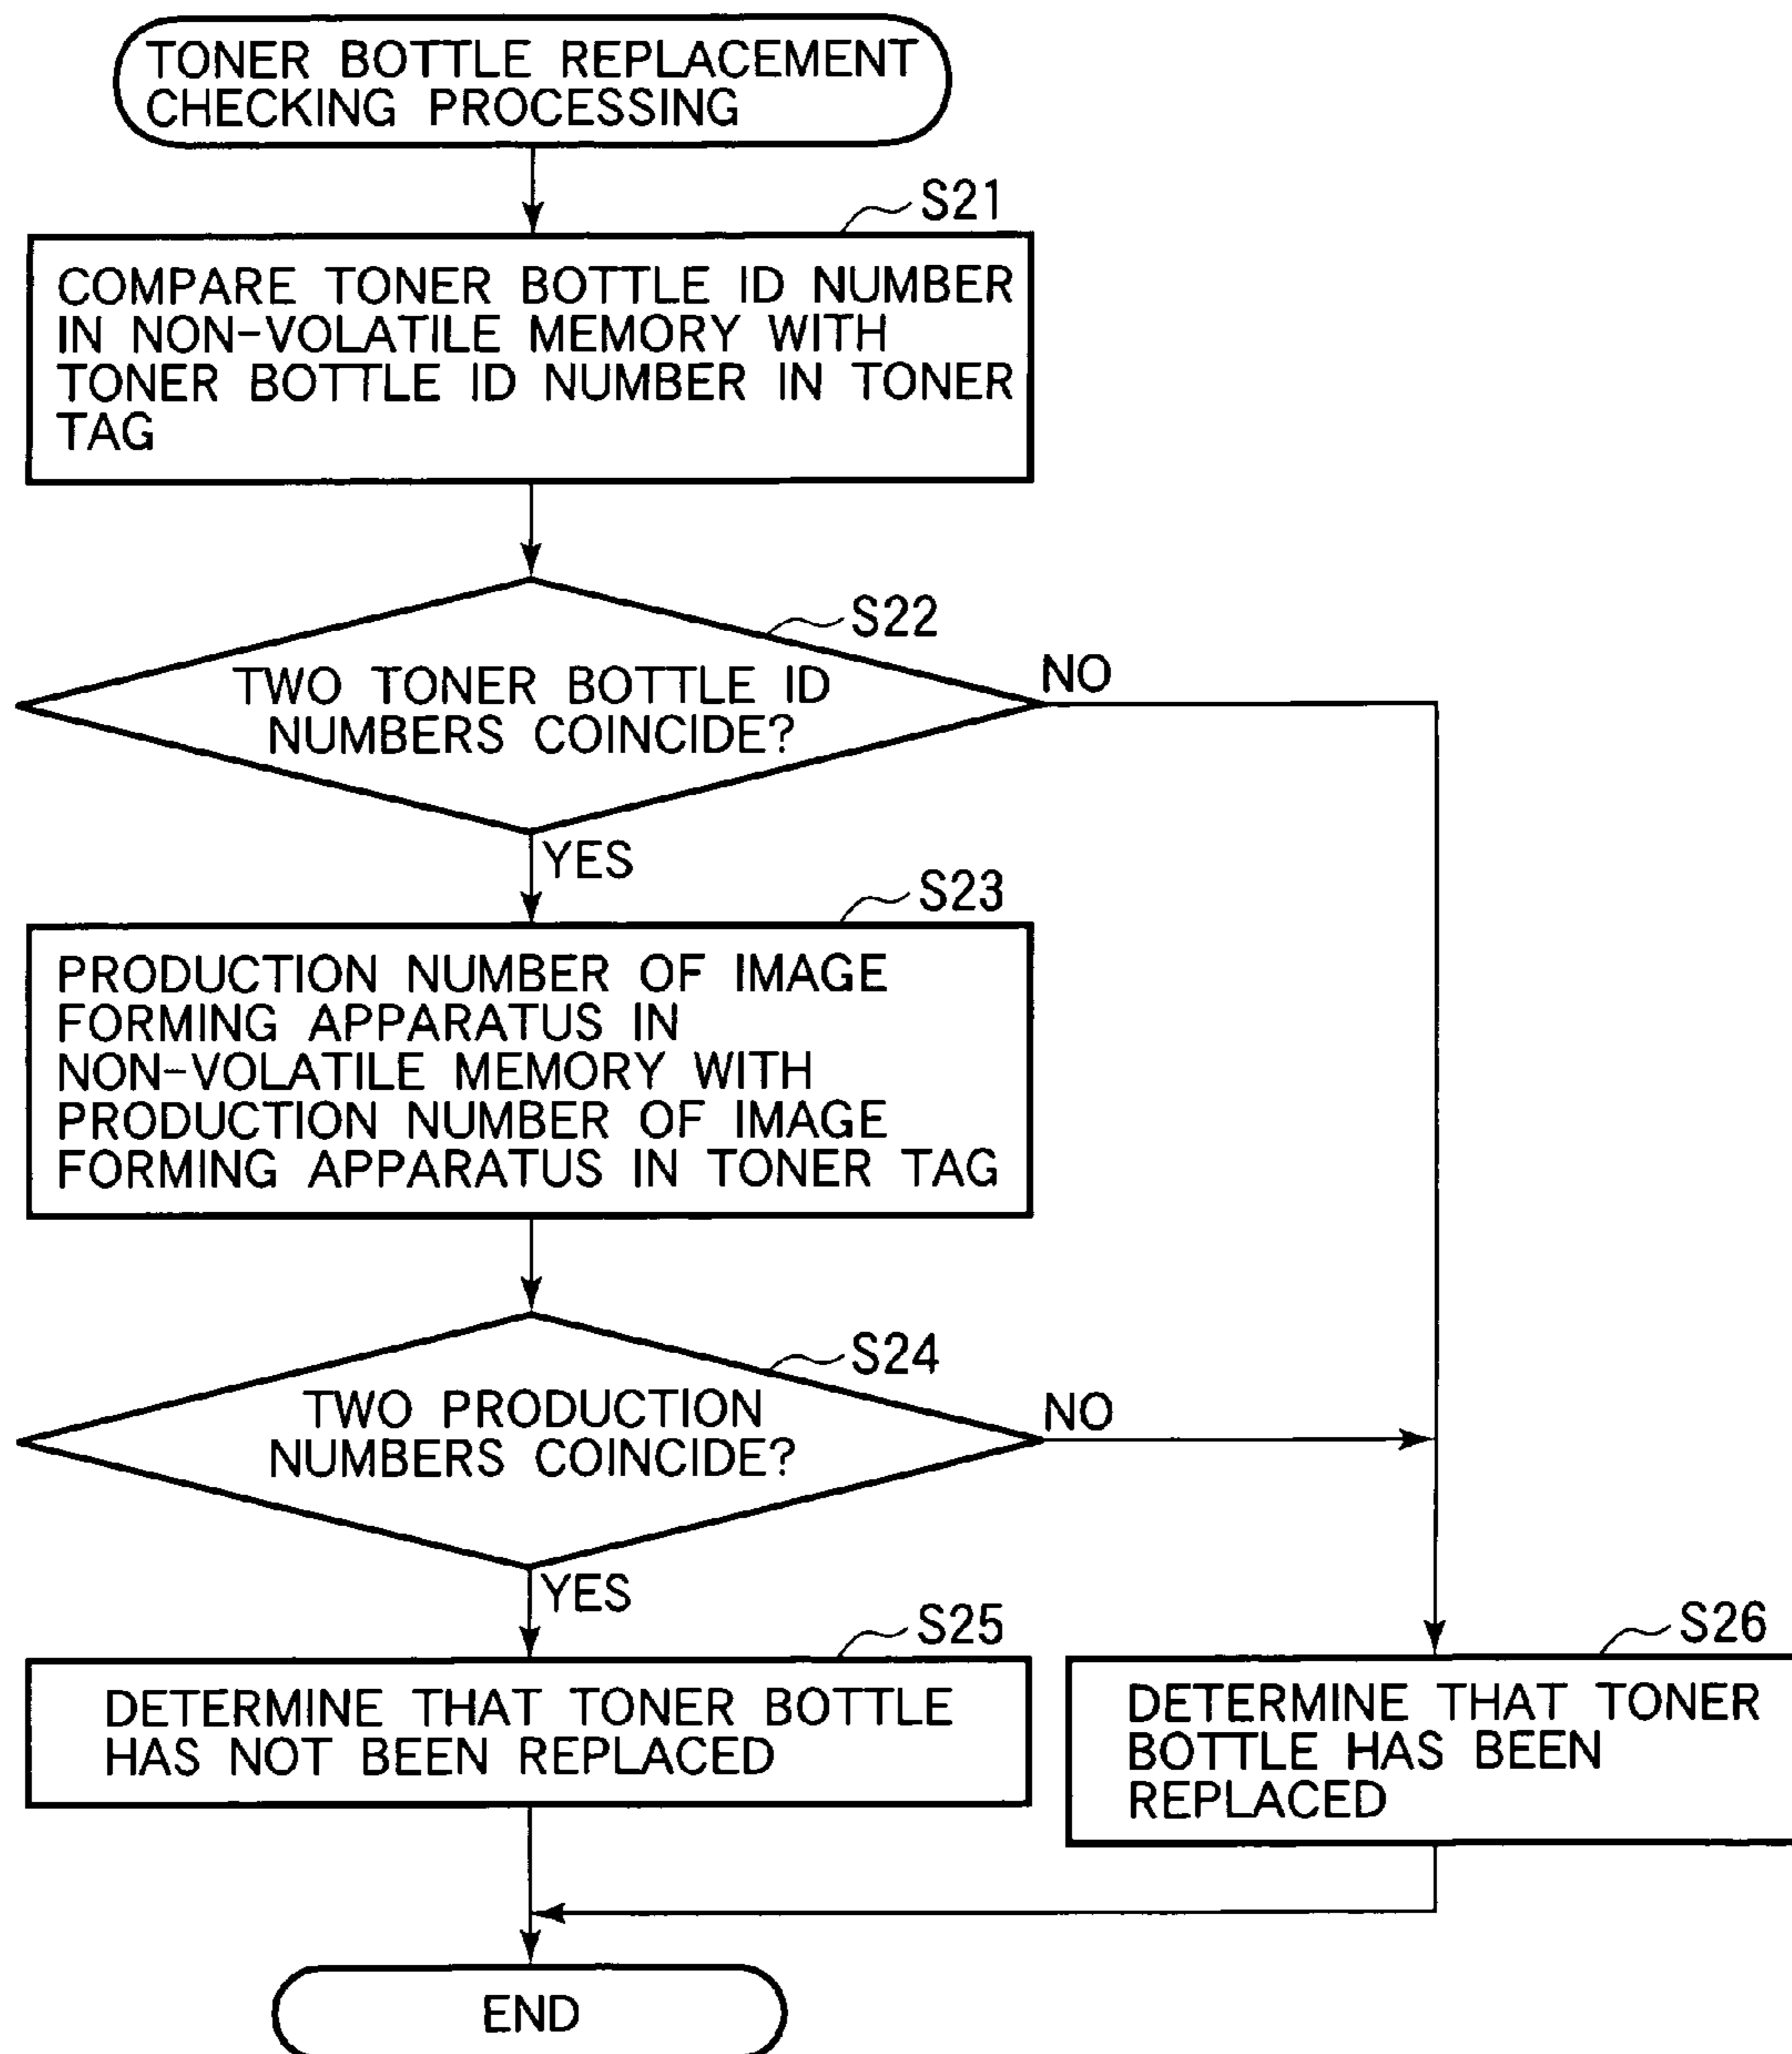 TONER BOTTLE REPLACEMENT
CHECKING PROCESSING
S21
COMPARE TONER BOTTLE ID NUMBER
IN NON-VOLATILE MEMORY WITH
TONER BOTTLE ID NUMBER IN TONER
TAG
S22
TWO TONER BOTTLE ID
NUMBERS COINCIDE?
NO
YES
S23
PRODUCTION NUMBER OF IMAGE
FORMING APPARATUS IN
NON-VOLATILE MEMORY WITH
PRODUCTION NUMBER OF IMAGE
FORMING APPARATUS IN TONER TAG
S24
TWO PRODUCTION
NUMBERS COINCIDE?
NO
YES
S25
DETERMINE THAT TONER BOTTLE
HAS NOT BEEN REPLACED
S26
DETERMINE THAT TONER
BOTTLE HAS BEEN
REPLACED
END